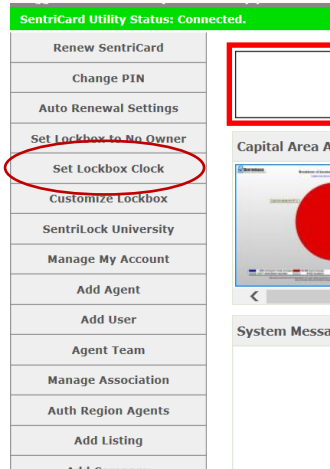 SentriCard Utility Status: Connected.
Renew SentriCard
Change PIN
Auto Renewal Settings
Set Lockbox to No Owner
Set Lockbox Clock
Customize Lockbox
SentriLock University
Manage My Account
Add Agent
Add User
Agent Team
Manage Association
Auth Region Agents
Add Listing
Capital Area A
System Messa